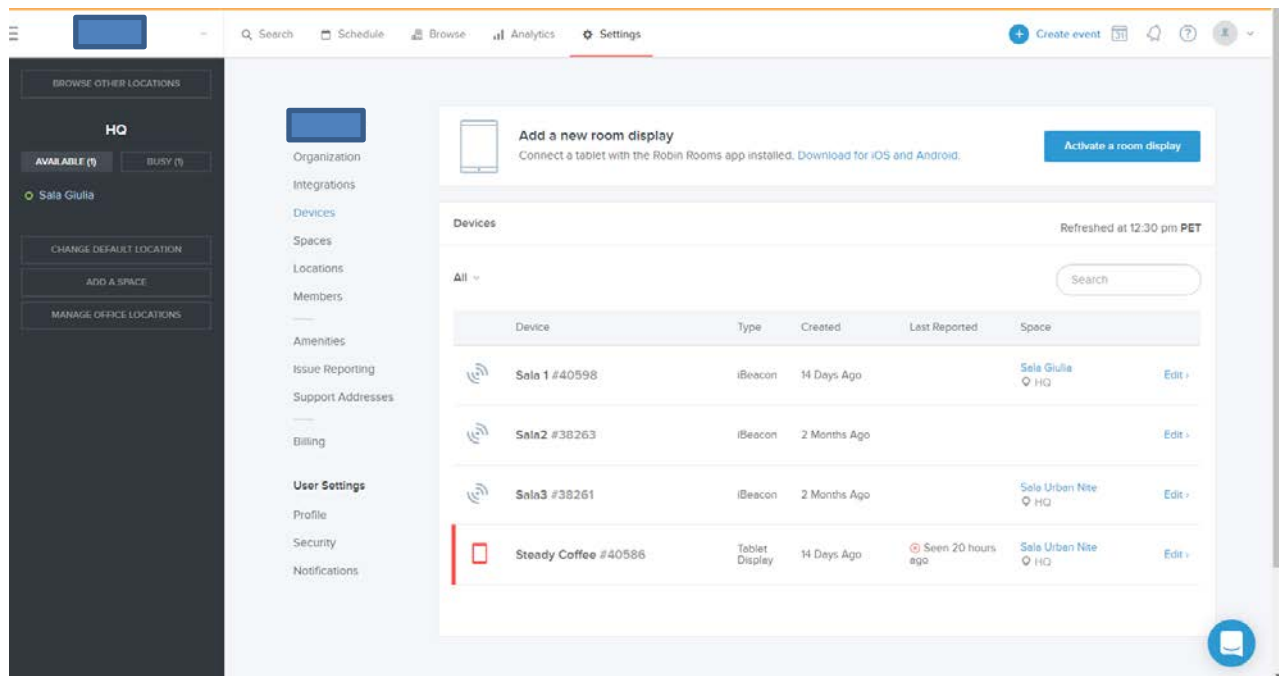 Search Schedule Browse Analytics Settings Create event 31
BROWSE OTHER LOCATIONS
HQ
AVAILABLE (1) BUSY (1)
Sala Giulia
CHANGE DEFAULT LOCATION
ADD A SPACE
MANAGE OFFICE LOCATIONS
Organization
Integrations
Devices
Spaces
Locations
Members
Amenities
Issue Reporting
Support Addresses
Billing
User Settings
Profile
Security
Notifications
Add a new room display
Connect a tablet with the Robin Rooms app installed. Download for iOS and Android.
Activate a room display
Devices
Refreshed at 12:30 pm PET
All
Search
Device Type Created Last Reported Space
Sala 1 #40598 iBeacon 14 Days Ago Sala Giulia Edit ›
HQ
Sala2 #38263 iBeacon 2 Months Ago Edit ›
Sala3 #38261 iBeacon 2 Months Ago Sala Urban Nite Edit ›
HQ
Steady Coffee #40586 Tablet Display 14 Days Ago Seen 20 hours ago Sala Urban Nite Edit ›
HQ